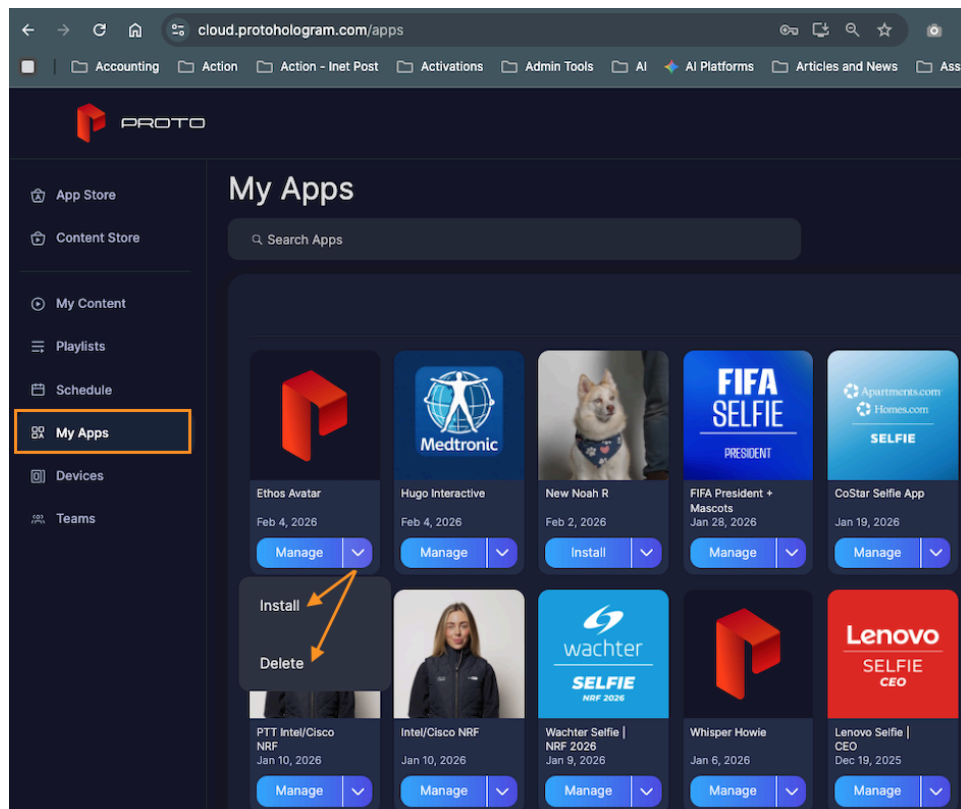 cloud.protohologram.com/apps
Accounting
Action
Action - Inet Post
Activations
Admin Tools
AI
AI Platforms
Articles and News
Ass
PROTO
App Store
Content Store
My Content
Playlists
Schedule
My Apps
Devices
Teams
My Apps
Search Apps
Medtronic
FIFA
SELFIE
PRESIDENT
Apartments.com
Homes.com
SELFIE
Ethos Avatar
Feb 4, 2026
Manage
Hugo Interactive
Feb 4, 2026
Manage
New Noah R
Feb 2, 2026
Install
FIFA President +
Mascots
Jan 28, 2026
Manage
CoStar Selfie App
Jan 19, 2026
Manage
Install
Delete
wachter
SELFIE
NRF 2026
Lenovo
SELFIE
CEO
PTT Intel/Cisco
NRF
Jan 10, 2026
Manage
Intel/Cisco NRF
Jan 10, 2026
Manage
Wachter Selfie |
NRF 2026
Jan 9, 2026
Manage
Whisper Howie
Jan 6, 2026
Manage
Lenovo Selfie |
CEO
Dec 19, 2025
Manage